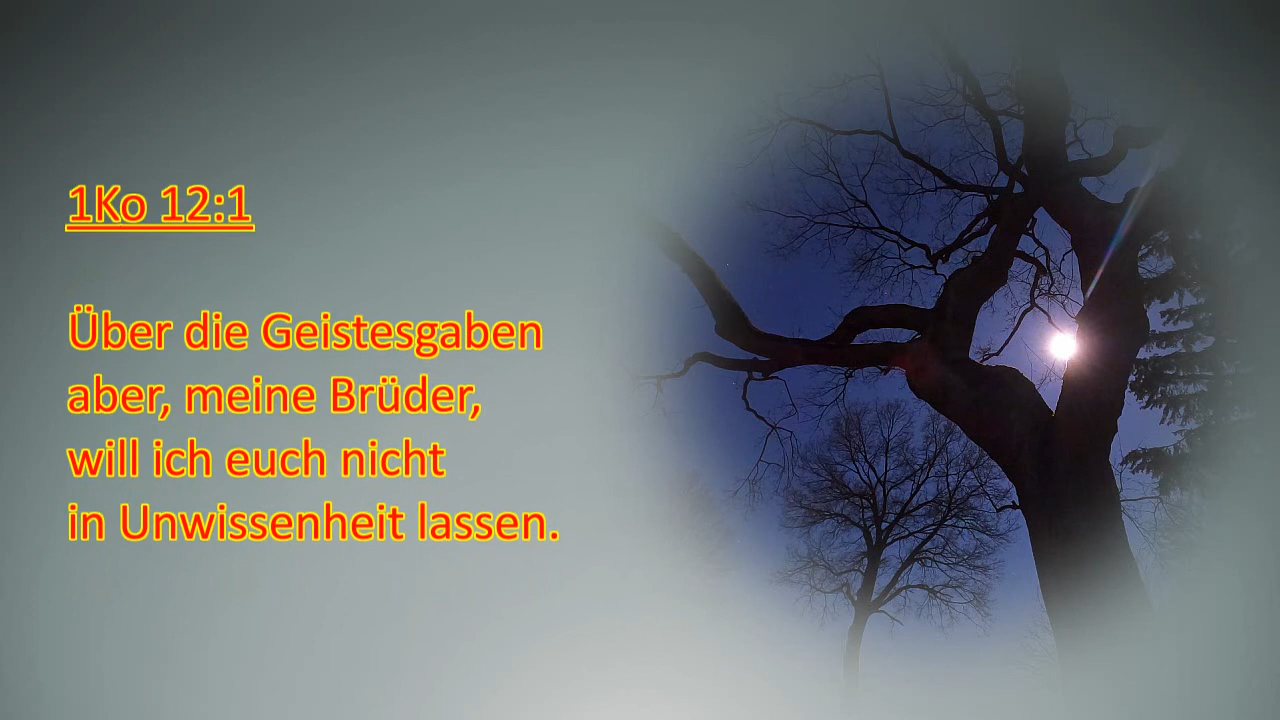 1Ko 12:1
Über die Geistesgaben
aber, meine Brüder,
will ich euch nicht
in Unwissenheit lassen.